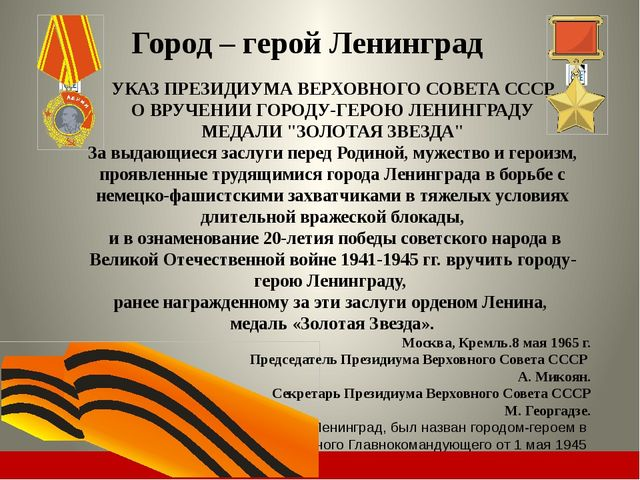 Город – герой Ленинград
УКАЗ ПРЕЗИДИУМА ВЕРХОВНОГО СОВЕТА СССР
О ВРУЧЕНИИ ГОРОДУ-ГЕРОЮ ЛЕНИНГРАДУ
МЕДАЛИ "ЗОЛОТАЯ ЗВЕЗДА"
За выдающиеся заслуги перед Родиной, мужество и героизм,
проявленные трудящимися города Ленинграда в борьбе с
немецко-фашистскими захватчиками в тяжелых условиях
длительной вражеской блокады,
и в ознаменование 20-летия победы советского народа в
Великой Отечественной войне 1941-1945 гг. вручить городу-
герою Ленинграду,
ранее награжденному за эти заслуги орденом Ленина,
медаль «Золотая Звезда».
Москва, Кремль.8 мая 1965 г.
Председатель Президиума Верховного Совета СССР
А. Микоян.
Секретарь Президиума Верховного Совета СССР
М. Георгадзе.
Ленинград, был назван городом-героем в
ного Главнокомандующего от 1 мая 1945